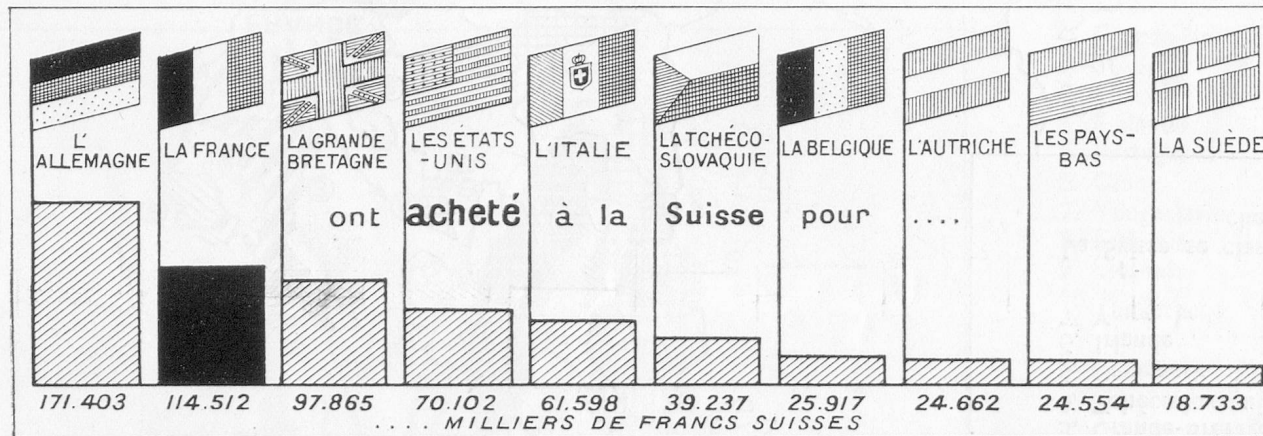 L'ALLEMAGNE
LA FRANCE
LA GRANDE
BRETAGNE
LES ÉTATS
-UNIS
L'ITALIE
LA TCHÉCO-
SLOVAQUIE
LA BELGIQUE
L'AUTRICHE
LES PAYS-
BAS
LA SUÈDE
ont acheté à la Suisse pour ....
171.403 114.512 97.865 70.102 61.598 39.237 25.917 24.662 24.554 18.733
.... MILLIERS DE FRANCS SUISSES